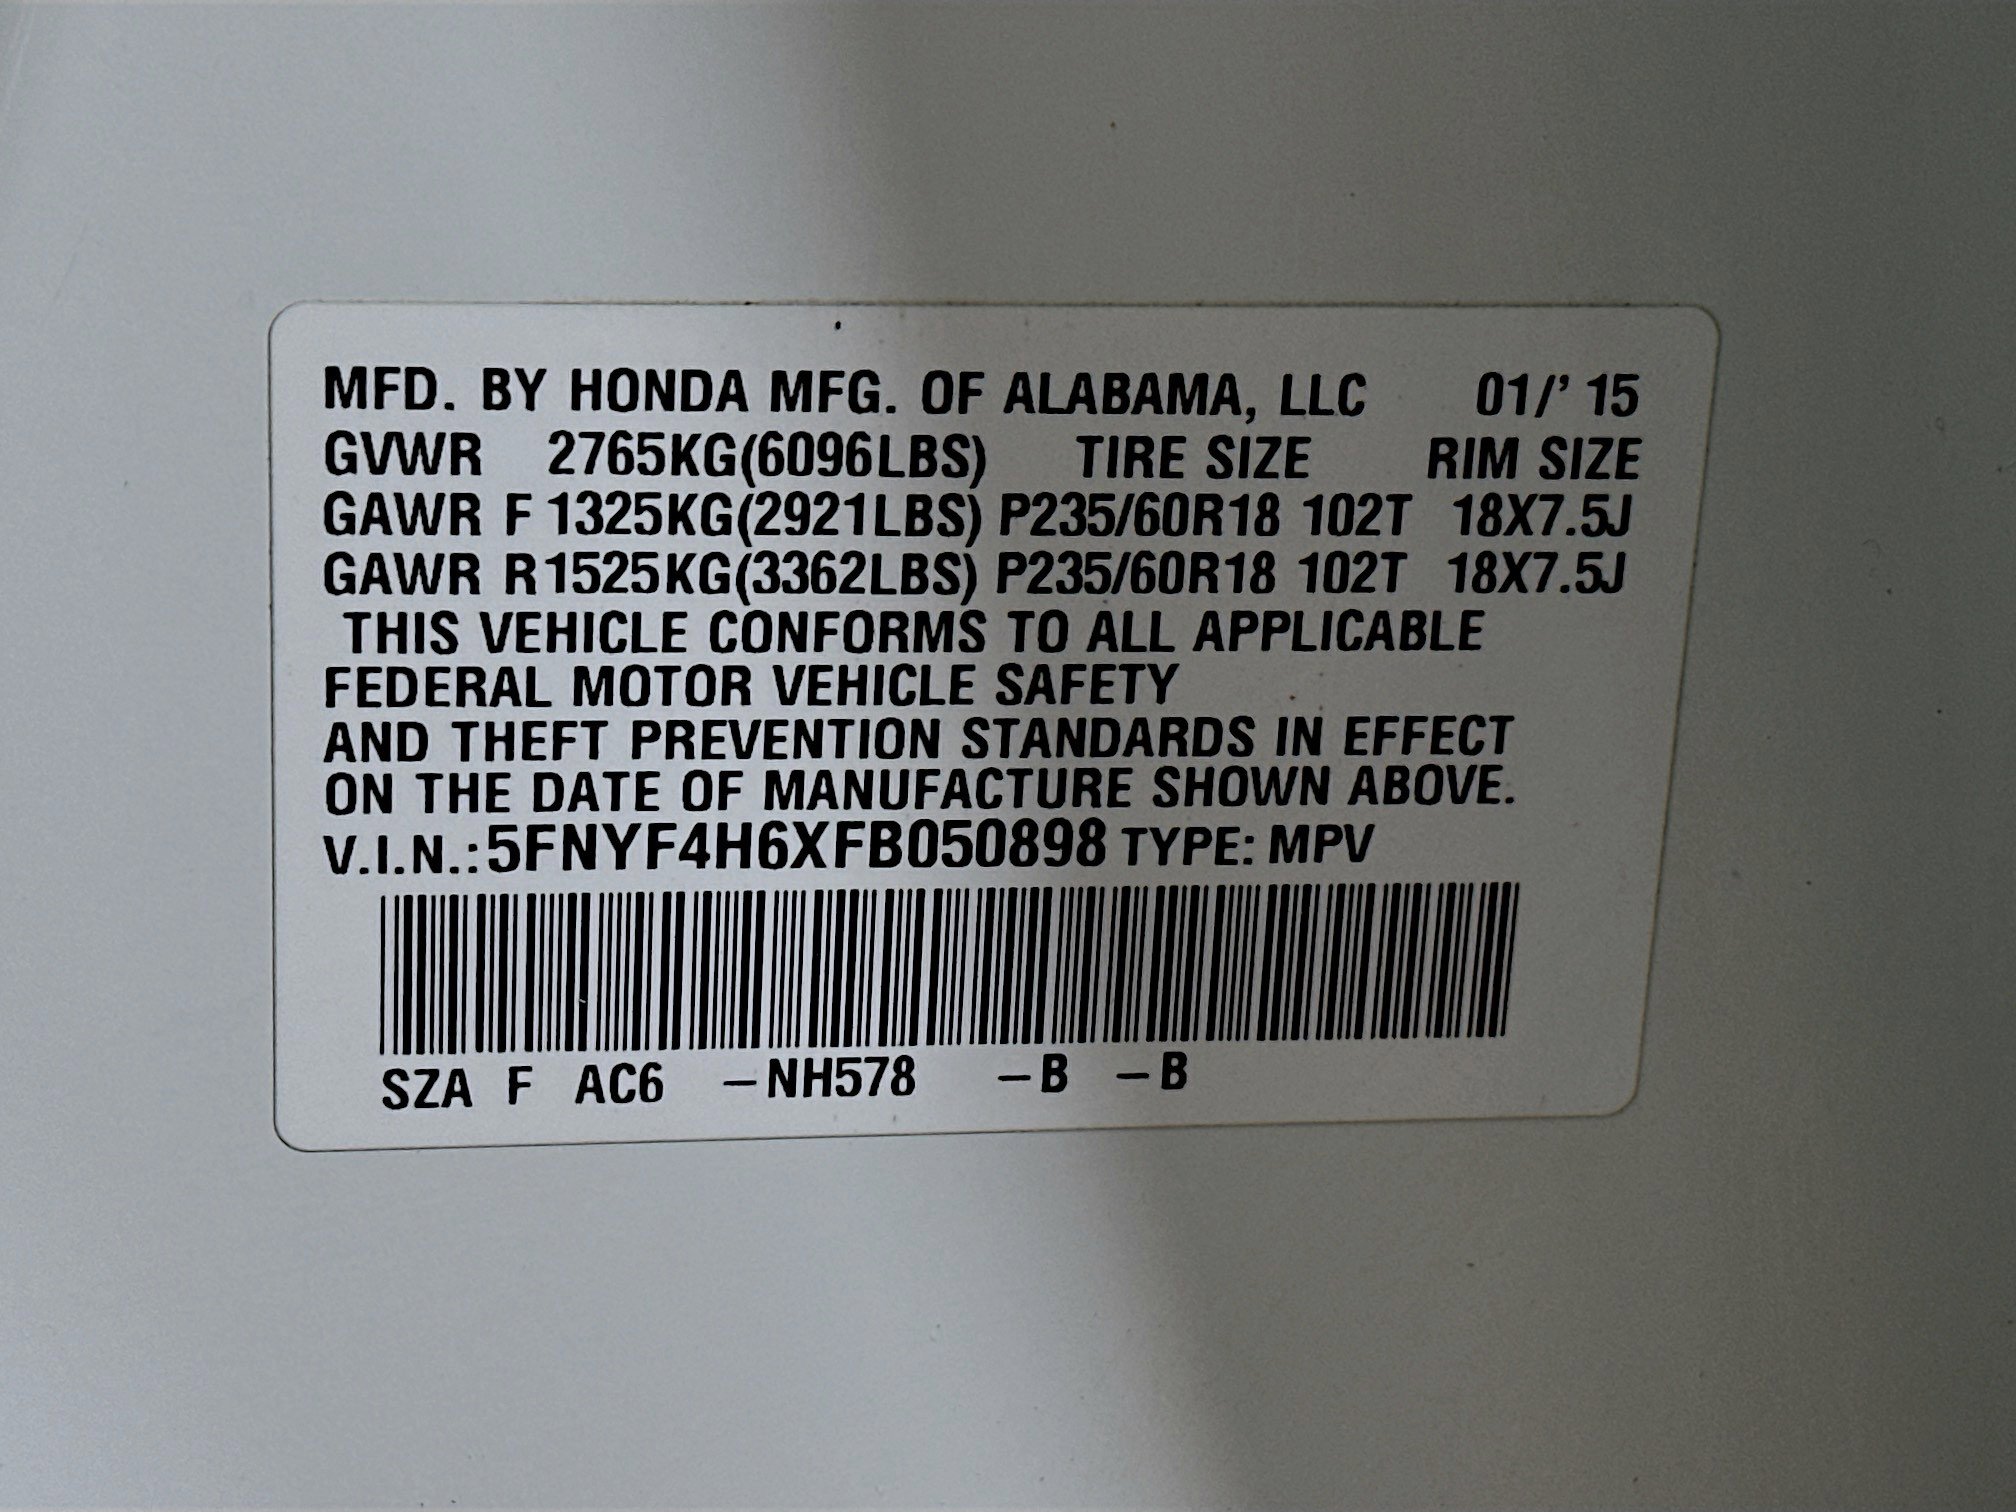 MFD. BY HONDA MFG. OF ALABAMA, LLC 01/' 15
GVWR 2765KG(6096LBS) TIRE SIZE RIM SIZE
GAWR F 1325KG(2921LBS) P235/60R18 102T 18X7.5J
GAWR R1525KG(3362LBS) P235/60R18 102T 18X7.5J
THIS VEHICLE CONFORMS TO ALL APPLICABLE
FEDERAL MOTOR VEHICLE SAFETY
AND THEFT PREVENTION STANDARDS IN EFFECT
ON THE DATE OF MANUFACTURE SHOWN ABOVE.
V.I.N.:5FNYF4H6XFB050898 TYPE: MPV
SZA F AC6 –NH578 –B –B